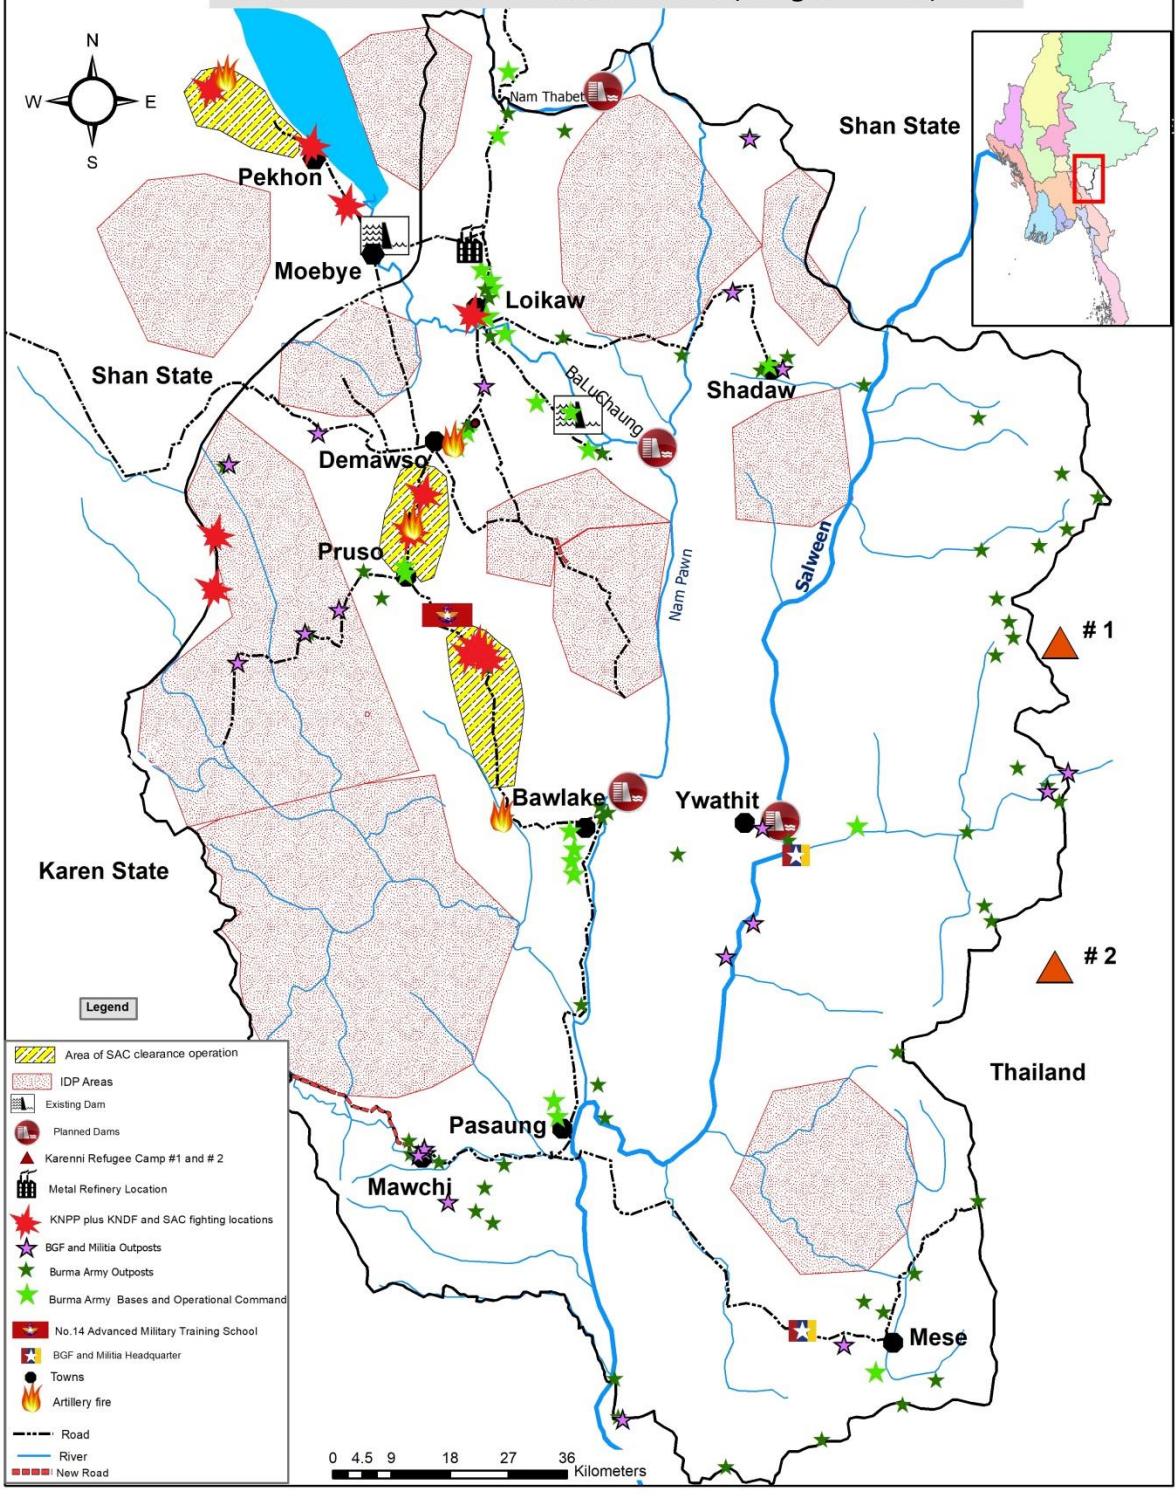 N
W
E
S
Nam Thabet
Shan State
Pekhon
Moebye
Loikaw
Shan State
BaLuChaung
Shadaw
Demawso
Salween
Pruso
Nam Pawn
# 1
Bawlake
Ywathit
Karen State
# 2
Thailand
Pasaung
Mawchi
Mese
Legend
Area of SAC clearance operation
IDP Areas
Existing Dam
Planned Dams
Karenni Refugee Camp #1 and # 2
Metal Refinery Location
KNPP plus KNDF and SAC fighting locations
BGF and Militia Outposts
Burma Army Outposts
Burma Army Bases and Operational Command
No.14 Advanced Military Training School
BGF and Militia Headquarter
Towns
Artillery fire
Road
River
New Road
0 4.5 9 18 27 36
Kilometers